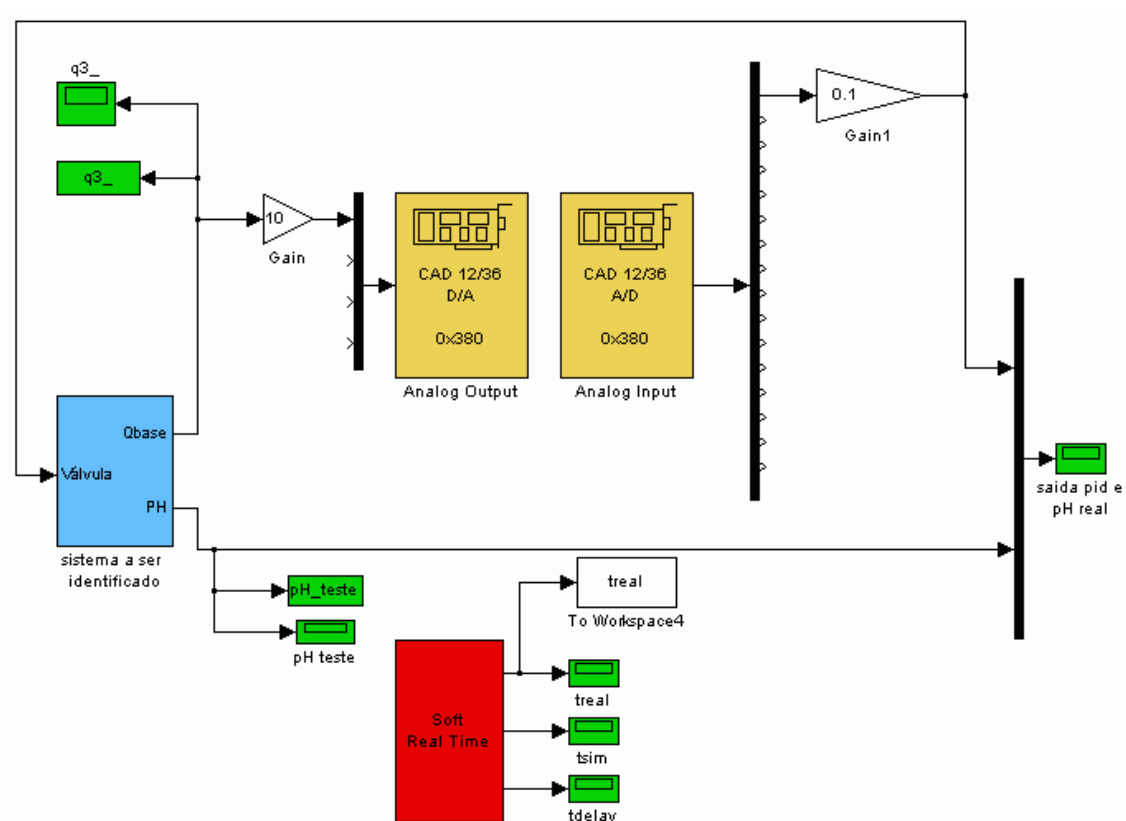 q3_
q3_
10
Gain
CAD 12/36
D/A
0x380
Analog Output
CAD 12/36
A/D
0x380
Analog Input
0.1
Gain1
Qbase
Válvula
PH
sistema a ser
identificado
pH_teste
pH teste
saida pid e
pH real
treal
To Workspace4
Soft
Real Time
treal
tsim
tdelay